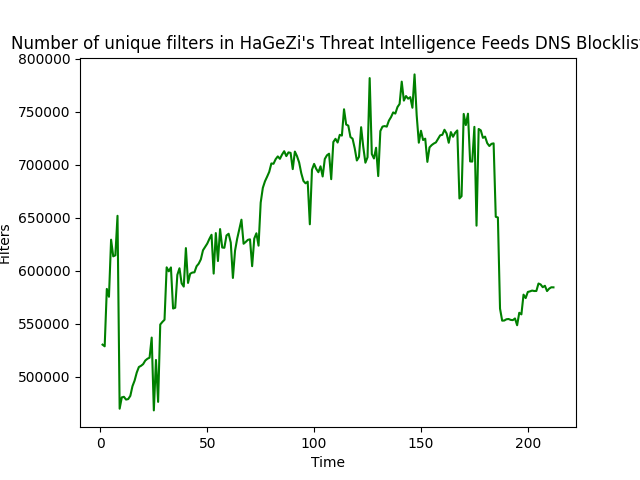 Number of unique filters in HaGeZi's Threat Intelligence Feeds DNS Blocklist
800000
750000
700000
650000
600000
550000
500000
Filters
0 50 100 150 200
Time